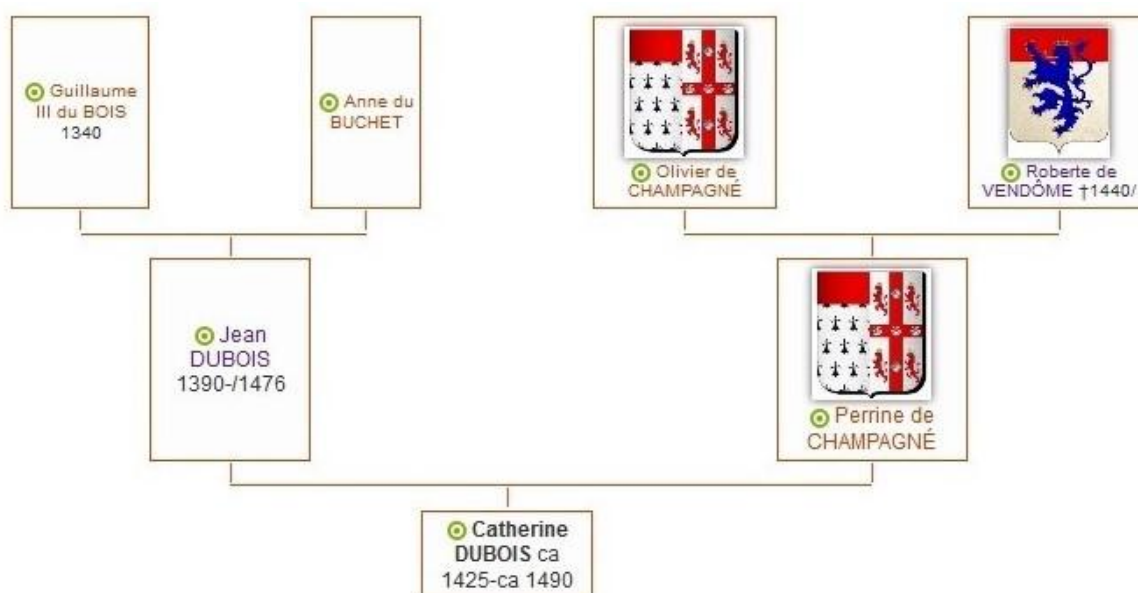 Guillaume
III du BOIS
1340
Anne du
BUCHET
Olivier de
CHAMPAGNÉ
Roberte de
VENDÔME †1440/
Jean
DUBOIS
1390-/1476
Perrine de
CHAMPAGNÉ
Catherine
DUBOIS ca
1425-ca 1490